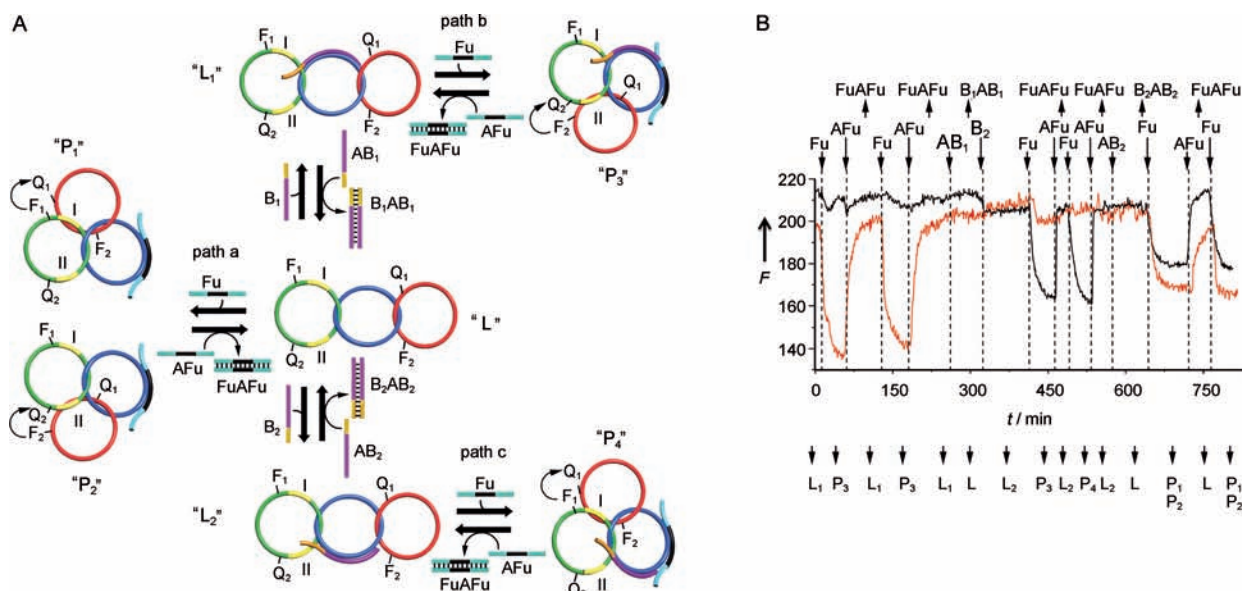 A
"L₁"
F₁
I
Q₁
Q₂
II
F₂
path b
Fu
AFu
FuAFu
F₁
I
Q₁
Q₂
F₂
II
"P₃"
"P₁"
Q₁
F₁
I
F₂
II
Q₂
B₁
AB₁
B₁AB₁
path a
Fu
AFu
FuAFu
F₁
I
Q₁
Q₂
II
F₂
"L"
F₁
I
Q₁
Q₂
II
F₂
"P₂"
B₂
AB₂
B₂AB₂
"L₂"
F₁
Q₁
Q₂
II
F₂
path c
Fu
AFu
FuAFu
"P₄"
Q₁
F₁
I
F₂
II
B
FuAFu FuAFu B₁AB₁ FuAFu FuAFu B₂AB₂ FuAFu
Fu AFu Fu AFu AB₁ B₂ Fu AFu Fu AFu AB₂ Fu AFu Fu
220
200
180
160
140
F
0 150 300 450 600 750
t / min
L₁ P₃ L₁ P₃ L₁ L L₂ P₃ L₂ P₄ L₂ L P₁ L P₁
P₂ P₂